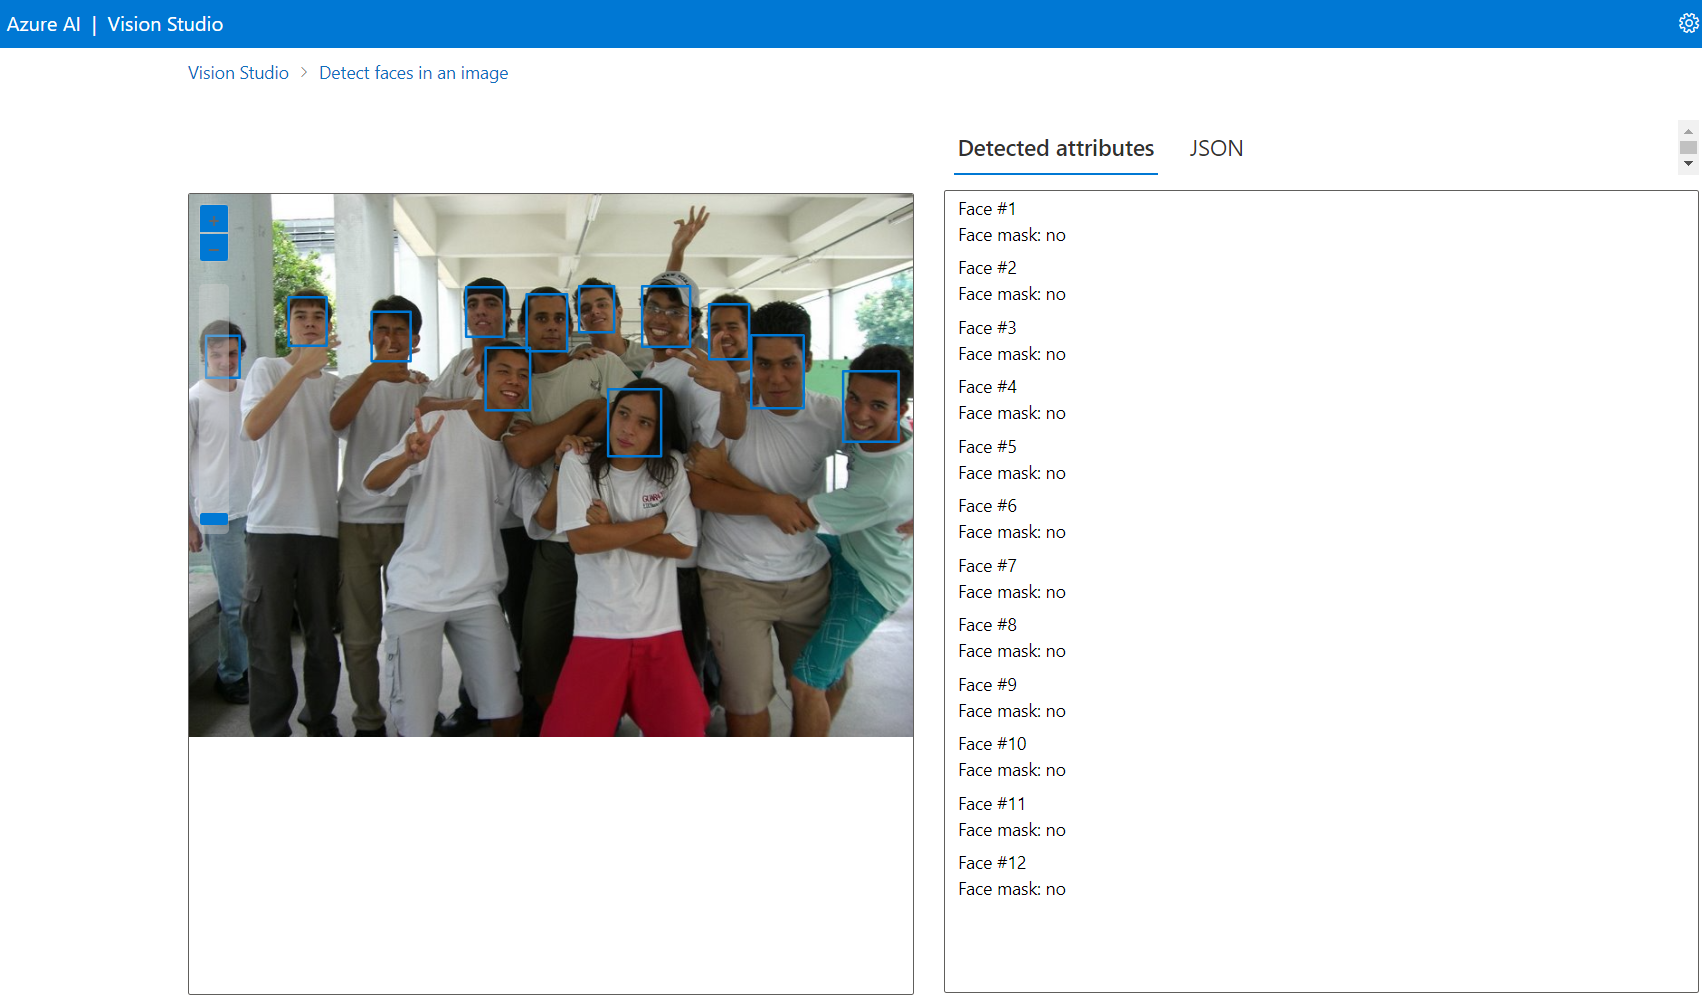 Azure AI | Vision Studio
Vision Studio > Detect faces in an image
Detected attributes JSON
Face #1
Face mask: no
Face #2
Face mask: no
Face #3
Face mask: no
Face #4
Face mask: no
Face #5
Face mask: no
Face #6
Face mask: no
Face #7
Face mask: no
Face #8
Face mask: no
Face #9
Face mask: no
Face #10
Face mask: no
Face #11
Face mask: no
Face #12
Face mask: no